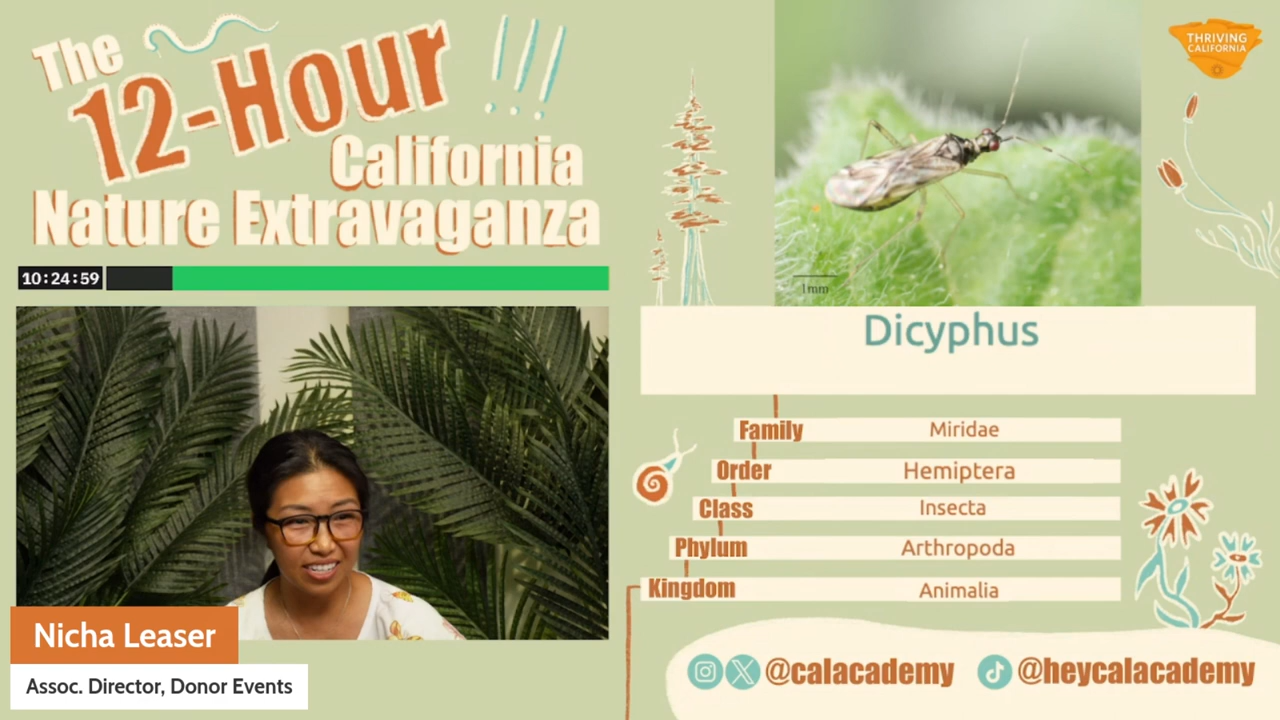 The
12-Hour
!!!
California
Nature Extravaganza
10:24:59
Nicha Leaser
Assoc. Director, Donor Events
THRIVING
CALIFORNIA
1mm
Dicyphus
Family Miridae
Order Hemiptera
Class Insecta
Phylum Arthropoda
Kingdom Animalia
@calacademy @heycalacademy